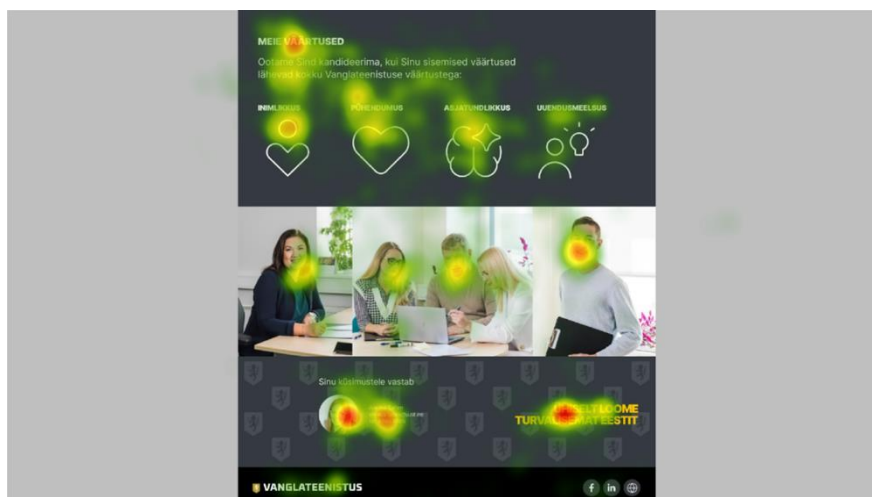 MEIE VÄÄRTUSED
Ootame Sind kandideerima, kui Sinu sisemised väärtused
lähevad kokku Vanglateenistuse väärtustega:
INIMLIKKUS
PÜHENDUMUS
ASJATUNDLIKKUS
UUENDUSMEELSUS
Sinu küsimustele vastab
LOOME
TURVALISEMAT EESTIT
VANGLATEENISTUS
f in